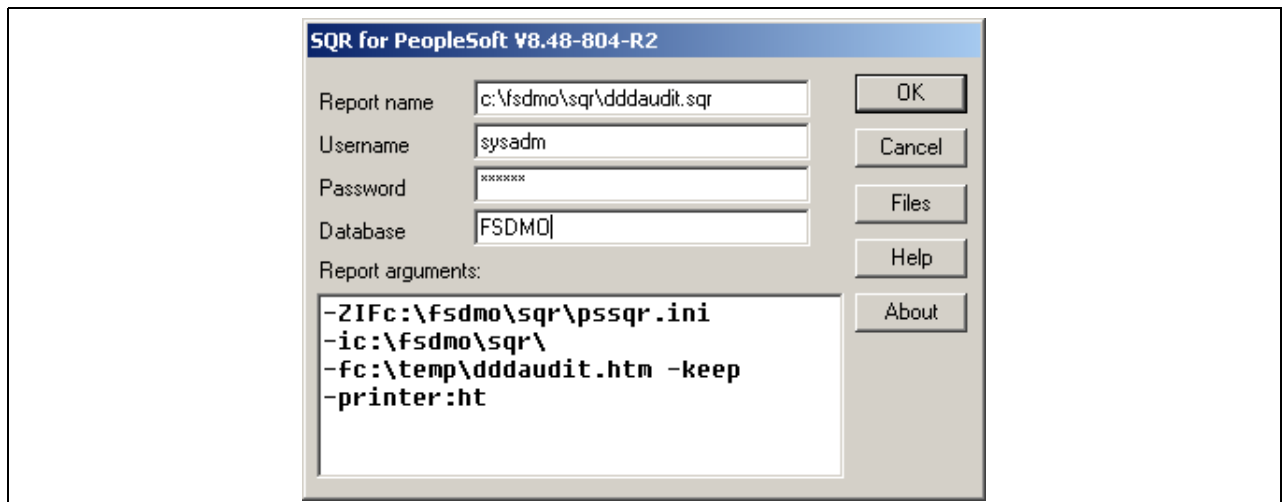 SQR for PeopleSoft V8.48-804-R2
Report name
c:\fsdmo\sqr\dddaudit.sqr
OK
Username
sysadm
Cancel
Password
******
Files
Database
FSDMO
Help
Report arguments:
About
-ZIFc:\fsdmo\sqr\pssqr.ini
-ic:\fsdmo\sqr\
-fc:\temp\dddaudit.htm -keep
-printer:ht